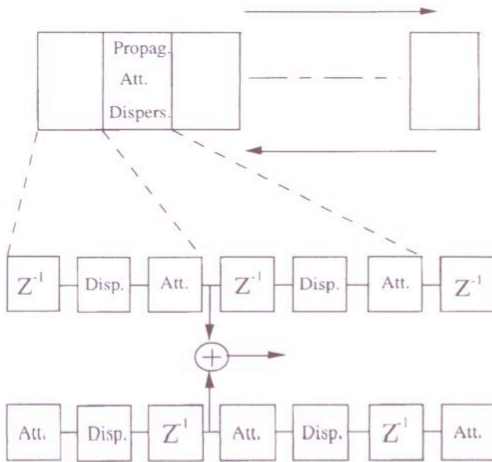 Propag.
Att.
Dispers.
Z⁻¹ Disp. Att. Z⁻¹ Disp. Att. Z⁻¹
+
Att. Disp. Z⁻¹ Att. Disp. Z⁻¹ Att.